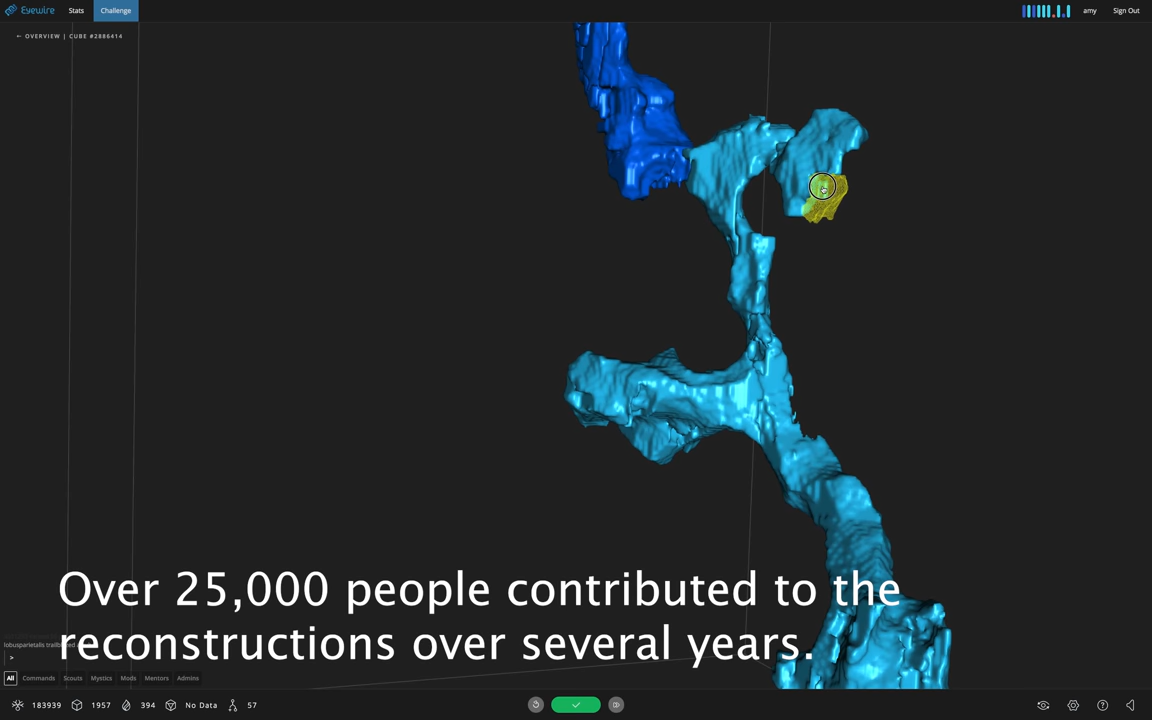 Eyewire Stats Challenge amy Sign Out
← OVERVIEW | CUBE #2886414
Over 25,000 people contributed to the
reconstructions over several years.
lobusparietalis
>
All Commands Scouts Mystics Mods Mentors Admins
183939 1957 394 No Data 57